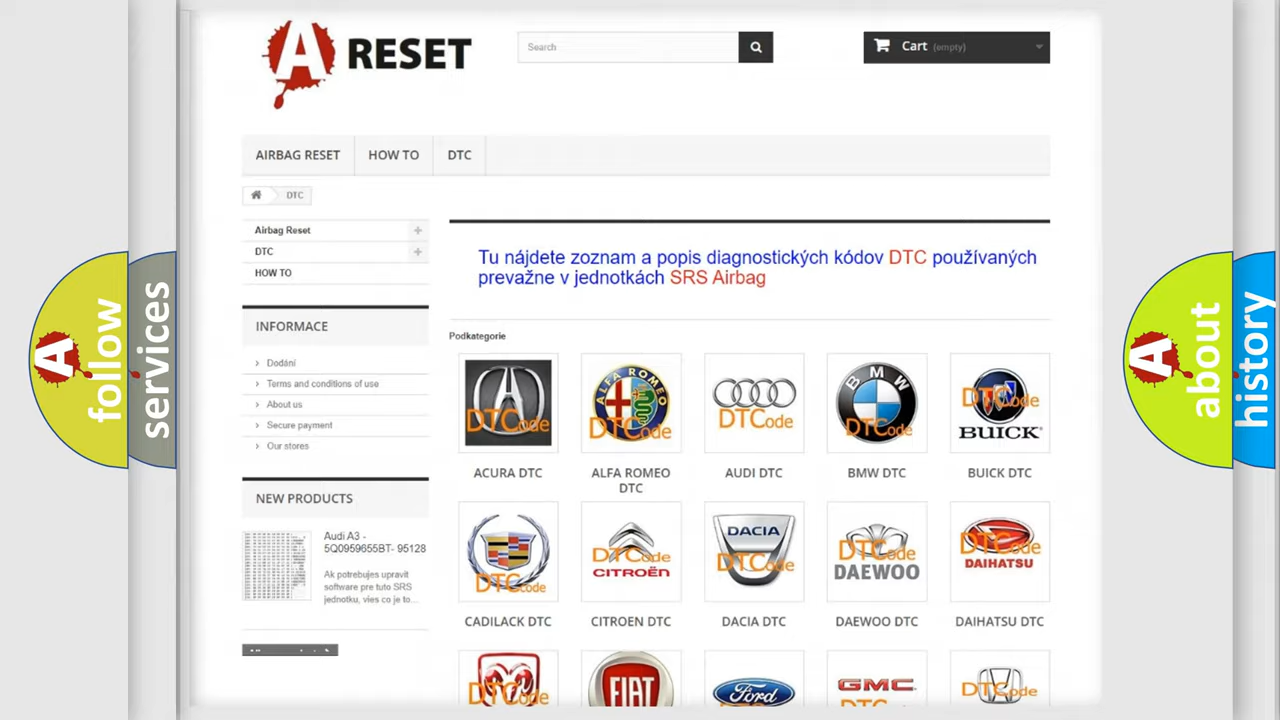 A RESET
Search
Cart (empty)
AIRBAG RESET
HOW TO
DTC
DTC
Airbag Reset
DTC
HOW TO
Tu nájdete zoznam a popis diagnostických kódov DTC používaných
prevažne v jednotkách SRS Airbag
INFORMACE
Dodání
Terms and conditions of use
About us
Secure payment
Our stores
NEW PRODUCTS
Audi A3 -
5Q0959655BT- 95128
Ak potrebujes upravit
software pre tuto SRS
jednotku, vies co je to...
Podkategorie
DTCode
ALFA ROMEO
DTCode
DTCode
BMW
DTCode
DTCode
BUICK
ACURA DTC
ALFA ROMEO
DTC
AUDI DTC
BMW DTC
BUICK DTC
DTCode
DTCode
CITROËN
DACIA
DTCode
DTCode
DAEWOO
DTCode
DAIHATSU
CADILACK DTC
CITROEN DTC
DACIA DTC
DAEWOO DTC
DAIHATSU DTC
DTCode
FIAT
Ford
GMC
DTCode
A follow
services
A about
history